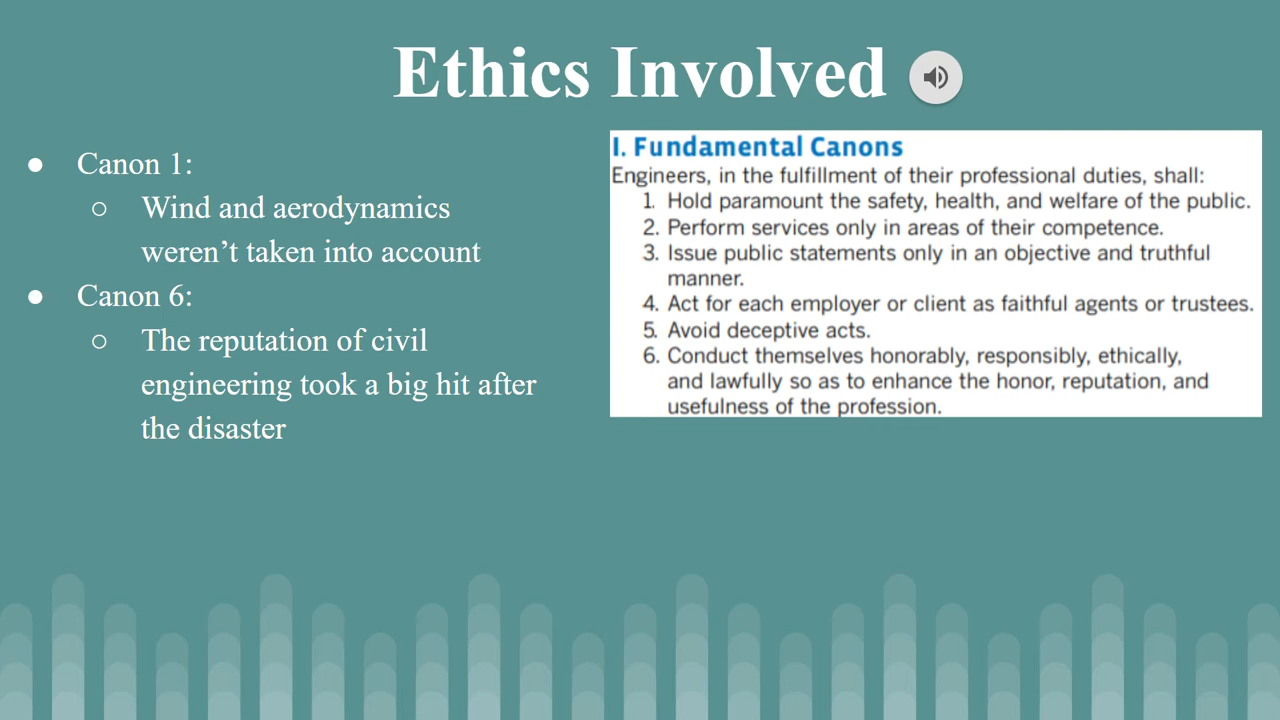 Ethics Involved
● Canon 1:
○ Wind and aerodynamics
weren’t taken into account
● Canon 6:
○ The reputation of civil
engineering took a big hit after
the disaster
I. Fundamental Canons
Engineers, in the fulfillment of their professional duties, shall:
1. Hold paramount the safety, health, and welfare of the public.
2. Perform services only in areas of their competence.
3. Issue public statements only in an objective and truthful
manner.
4. Act for each employer or client as faithful agents or trustees.
5. Avoid deceptive acts.
6. Conduct themselves honorably, responsibly, ethically,
and lawfully so as to enhance the honor, reputation, and
usefulness of the profession.